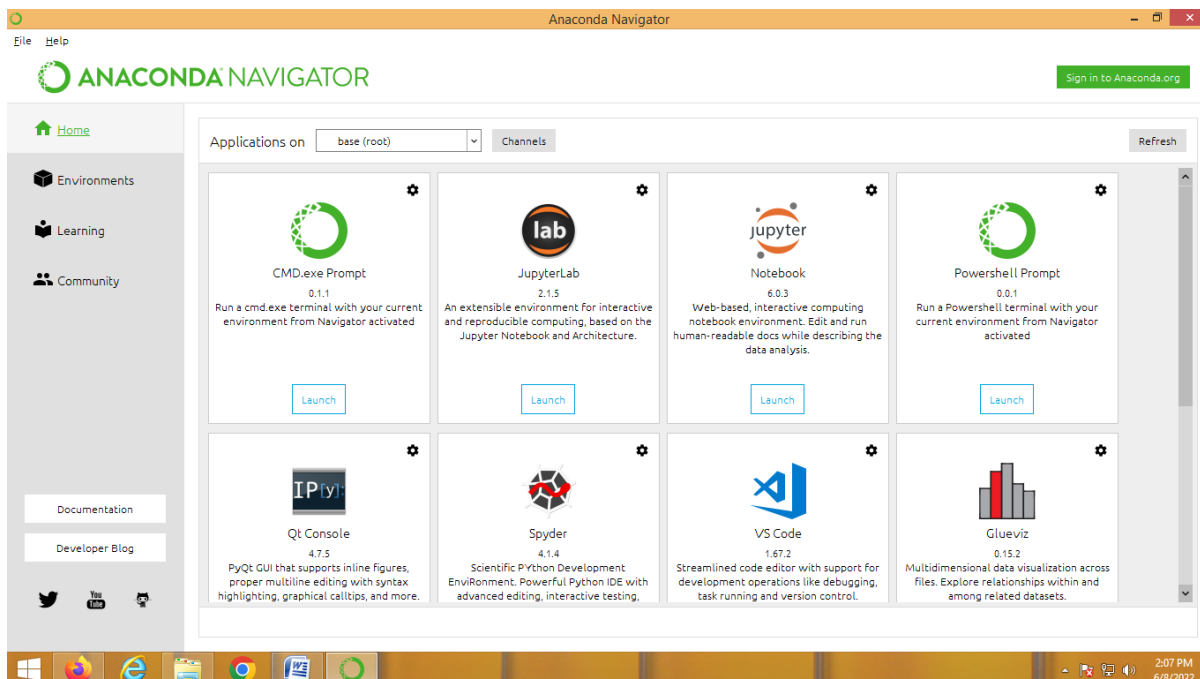 Anaconda Navigator
File Help
ANACONDA NAVIGATOR
Sign in to Anaconda.org
Home
Environments
Learning
Community
Documentation
Developer Blog
You
Tube
Applications on base (root) Channels Refresh
CMD.exe Prompt
0.1.1
Run a cmd.exe terminal with your current
environment from Navigator activated
Launch
lab
JupyterLab
2.1.5
An extensible environment for interactive
and reproducible computing, based on the
Jupyter Notebook and Architecture.
Launch
jupyter
Notebook
6.0.3
Web-based, interactive computing
notebook environment. Edit and run
human-readable docs while describing the
data analysis.
Launch
Powershell Prompt
0.0.1
Run a Powershell terminal with your
current environment from Navigator
activated
Launch
IP[y]:
Qt Console
4.7.5
PyQt GUI that supports inline figures,
proper multiline editing with syntax
highlighting, graphical calltips, and more.
Spyder
4.1.4
Scientific PYthon Development
EnviRonment. Powerful Python IDE with
advanced editing, interactive testing,
VS Code
1.67.2
Streamlined code editor with support for
development operations like debugging,
task running and version control.
Glueviz
0.15.2
Multidimensional data visualization across
files. Explore relationships within and
among related datasets.
2:07 PM
6/8/2022